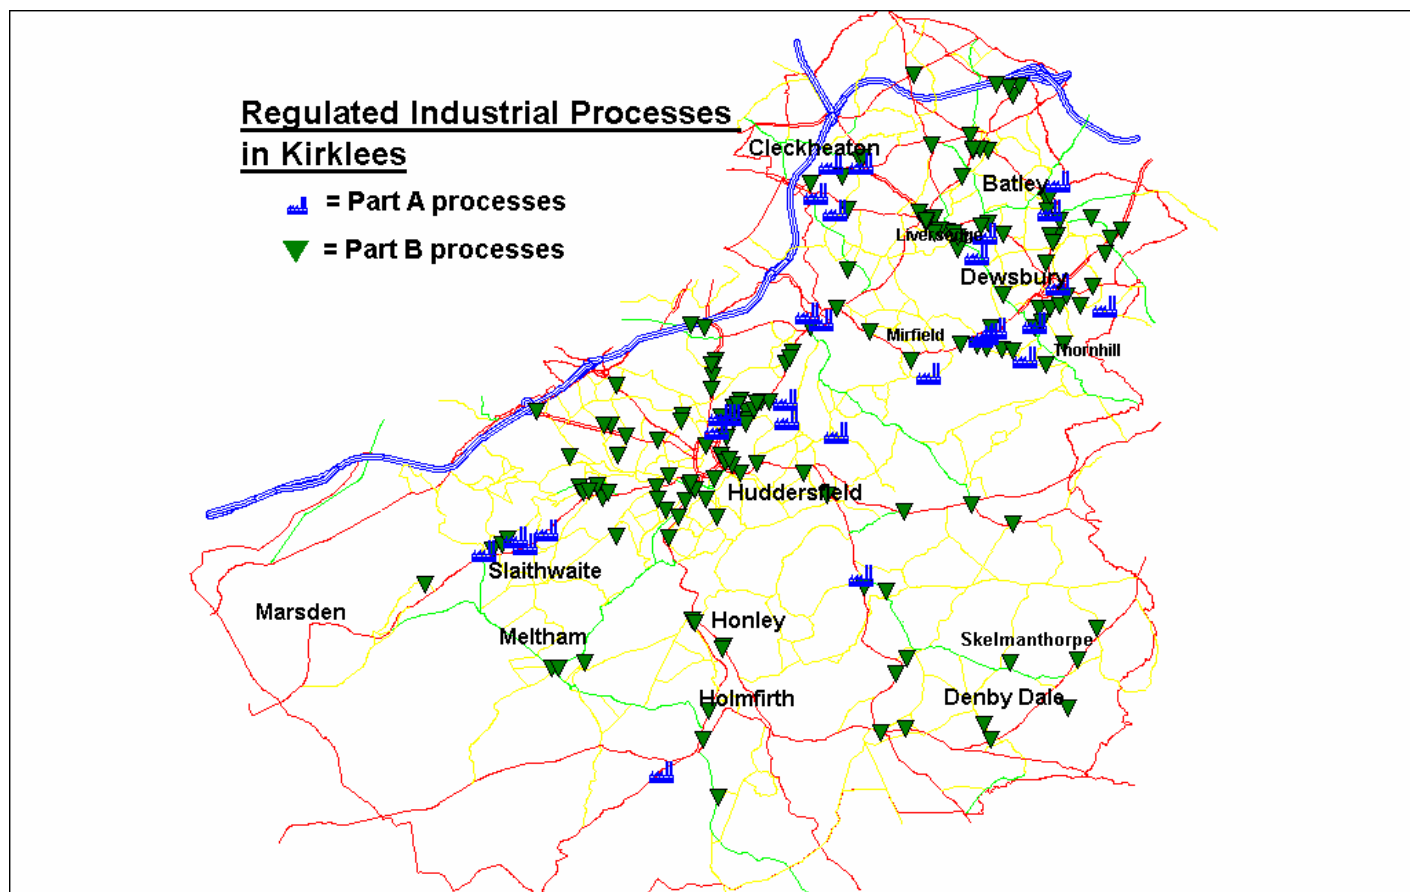 Regulated Industrial Processes
in Kirklees
= Part A processes
= Part B processes
Cleckheaton
Batley
Liversedge
Dewsbury
Mirfield
Thornhill
Huddersfield
Slaithwaite
Marsden
Meltham
Honley
Skelmanthorpe
Holmfirth
Denby Dale